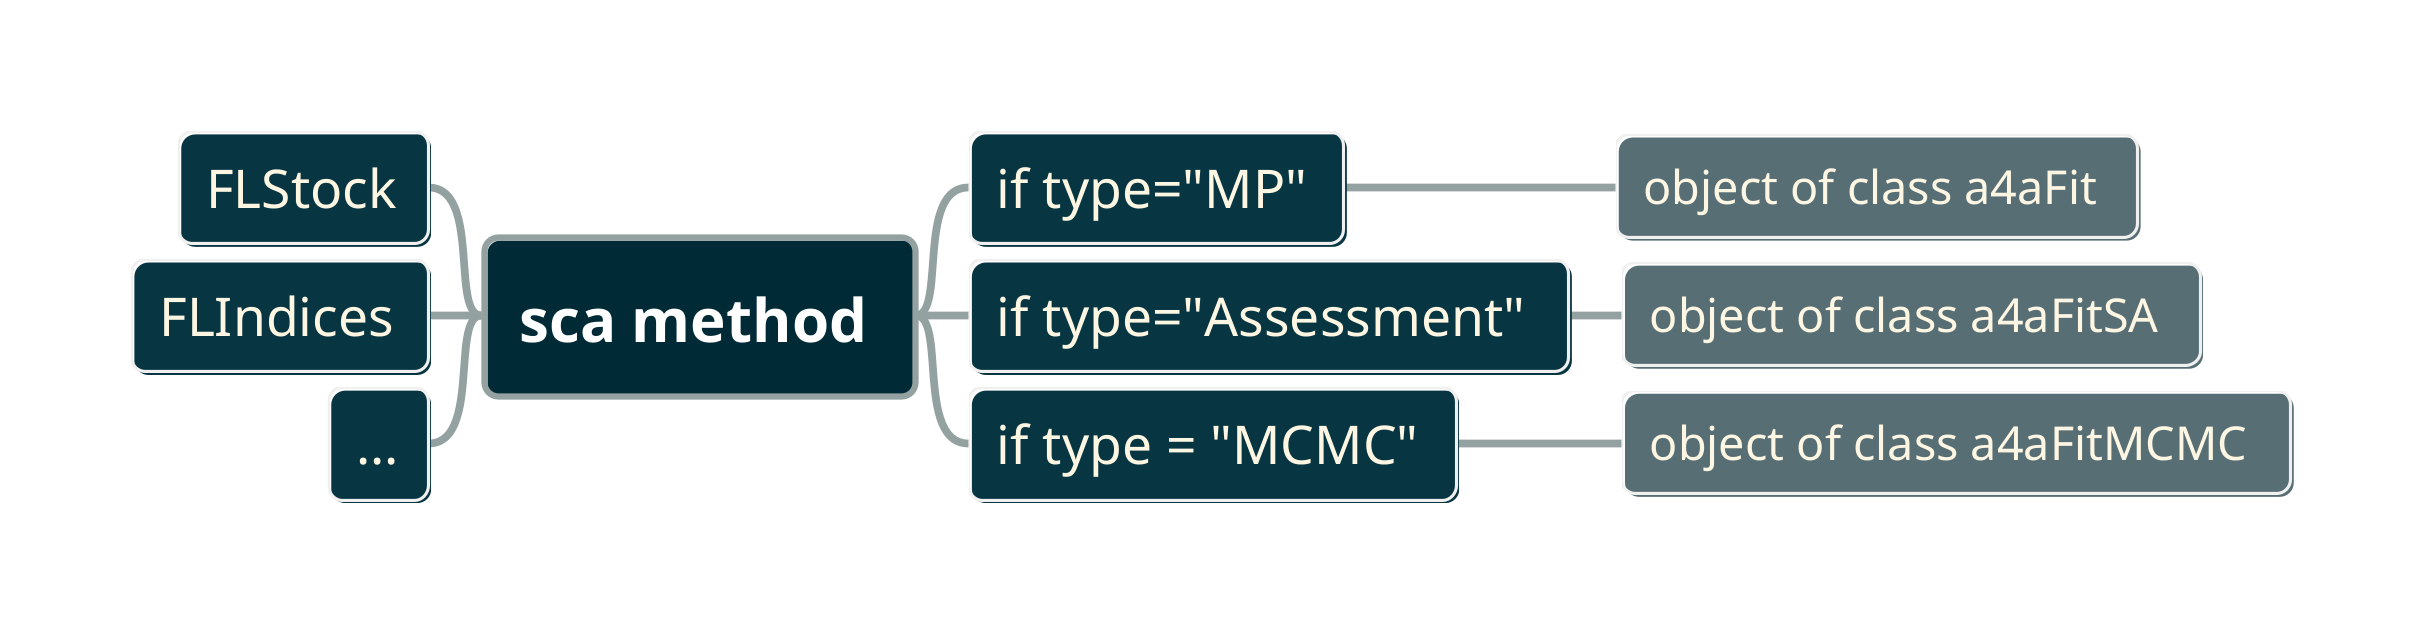 FLStock
FLIndices
...
sca method
if type="MP"
object of class a4aFit
if type="Assessment"
object of class a4aFitSA
if type = "MCMC"
object of class a4aFitMCMC